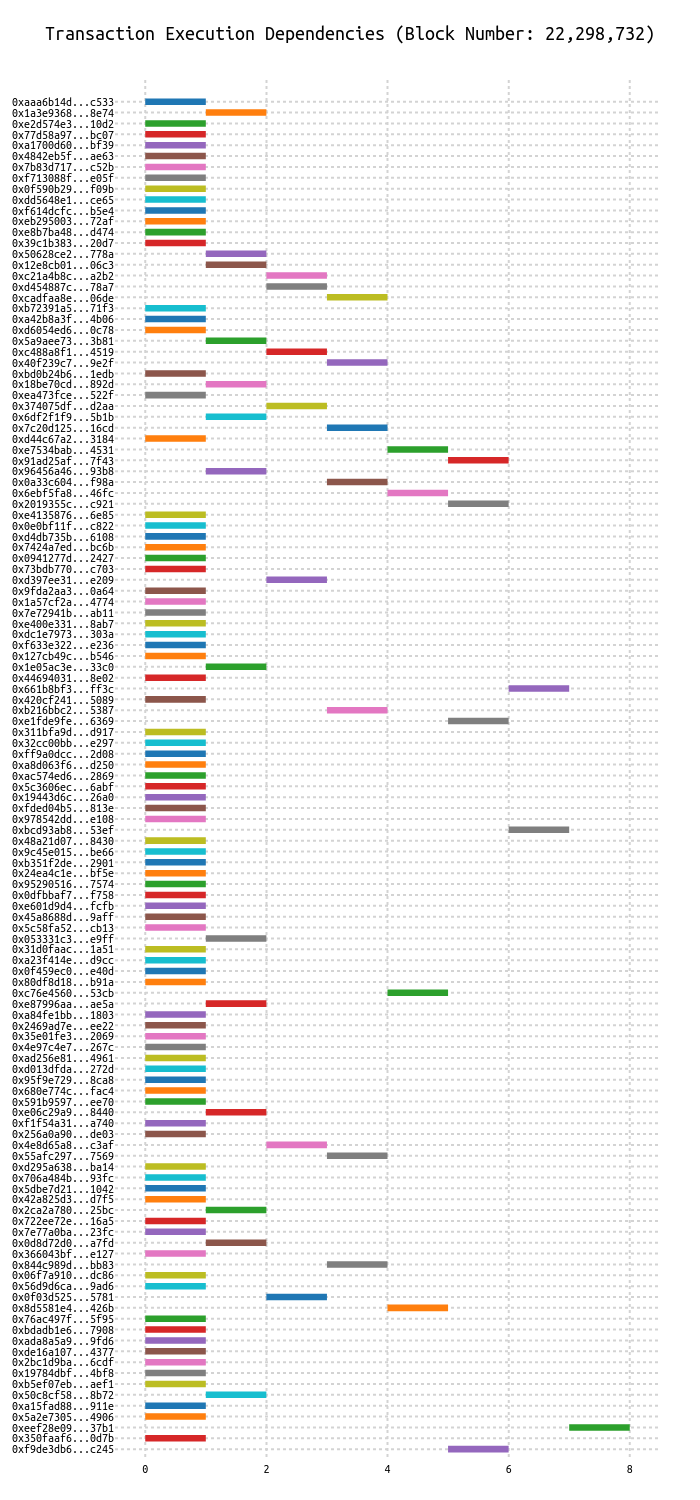 Transaction Execution Dependencies (Block Number: 22,298,732)
0xaaa6b14d...c533
0x1a3e9368...8e74
0xe2d574e3...10d2
0x77d58a97...bc07
0xa1700d60...bf39
0x4842eb5f...ae63
0x7b83d717...c52b
0xf713088f...e05f
0x0f590b29...f09b
0xdd5648e1...ce65
0xf614dcfc...b5e4
0xeb295003...72af
0xe8b7ba48...d474
0x39c1b383...20d7
0x50628ce2...778a
0x12e8cb01...06c3
0xc21a4b8c...a2b2
0xd454887c...78a7
0xcadfaa8e...06de
0xb72391a5...71f3
0xa42b8a3f...4b06
0xd6054ed6...0c78
0x5a9aee73...3b81
0xc488a8f1...4519
0x40f239c7...9e2f
0xbd0b24b6...1edb
0x18be70cd...892d
0xea473fce...522f
0x374075df...d2aa
0x6df2f1f9...5b1b
0x7c20d125...16cd
0xd44c67a2...3184
0xe7534bab...4531
0x91ad25af...7f43
0x96456a46...93b8
0x0a33c604...f98a
0x6ebf5fa8...46fc
0x2019355c...c921
0xe4135876...6e85
0x0e0bf11f...c822
0xd4db735b...6108
0x7424a7ed...bc6b
0x0941277d...2427
0x73bdb770...c703
0xd397ee31...e209
0x9fda2aa3...0a64
0x1a57cf2a...4774
0x7e72941b...ab11
0xe400e331...8ab7
0xdc1e7973...303a
0xf633e322...e236
0x127cb49c...b546
0x1e05ac3e...33c0
0x44694031...8e02
0x661b8bf3...ff3c
0x420cf241...5089
0xb216bbc2...5387
0xe1fde9fe...6369
0x311bfa9d...d917
0x32cc00bb...e297
0xff9a0dcc...2d08
0xa8d063f6...d250
0xac574ed6...2869
0x5c3606ec...6abf
0x19443d6c...26a0
0xfded04b5...813e
0x978542dd...e108
0xbcd93ab8...53ef
0x48a21d07...8430
0x9c45e015...be66
0xb351f2de...2901
0x24ea4c1e...bf5e
0x95290516...7574
0x0dfbbaf7...f758
0xe601d9d4...fcfb
0x45a8688d...9aff
0x5c58fa52...cb13
0x053331c3...e9ff
0x31d0faac...1a51
0xa23f414e...d9cc
0x0f459ec0...e40d
0x80df8d18...b91a
0xc76e4560...53cb
0xe87996aa...ae5a
0xa84fe1bb...1803
0x2469ad7e...ee22
0x35e01fe3...2069
0x4e97c4e7...267c
0xad256e81...4961
0xd013dfda...272d
0x95f9e729...8ca8
0x680e774c...fac4
0x591b9597...ee70
0xe06c29a9...8440
0xf1f54a31...a740
0x256a0a90...de03
0x4e8d65a8...c3af
0x55afc297...7569
0xd295a638...ba14
0x706a484b...93fc
0x5dbe7d21...1042
0x42a825d3...d7f5
0x2ca2a780...25bc
0x722ee72e...16a5
0x7e77a0ba...23fc
0x0d8d72d0...a7fd
0x366043bf...e127
0x844c989d...bb83
0x06f7a910...dc86
0x56d9d6ca...9ad6
0x0f03d525...5781
0x8d5581e4...426b
0x76ac497f...5f95
0xbdadb1e6...7908
0xada8a5a9...9fd6
0xde16a107...4377
0x2bc1d9ba...6cdf
0x19784dbf...4bf8
0xb5ef07eb...aef1
0x50c8cf58...8b72
0xa15fad88...911e
0x5a2e7305...4906
0xeef28e09...37b1
0x350faaf6...0d7b
0xf9de3db6...c245
0 2 4 6 8